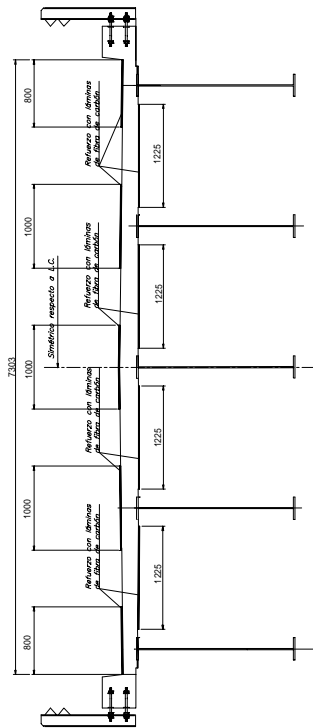 7303
800
1000
1000
1000
800
Simétrico respecto a L.C.
Refuerzo con láminas
de fibra de carbón
Refuerzo con láminas
de fibra de carbón
Refuerzo con láminas
de fibra de carbón
Refuerzo con láminas
de fibra de carbón
1225
1225
1225
1225